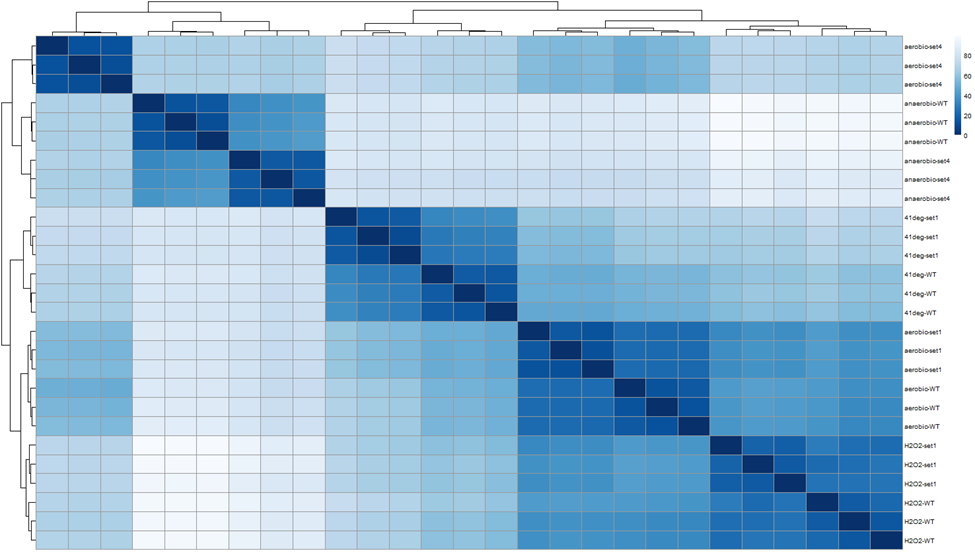 aerobio-set4
aerobio-set4
aerobio-set4
anaerobio-WT
anaerobio-WT
anaerobio-WT
anaerobio-set4
anaerobio-set4
anaerobio-set4
41deg-set1
41deg-set1
41deg-set1
41deg-WT
41deg-WT
41deg-WT
aerobio-set1
aerobio-set1
aerobio-set1
aerobio-WT
aerobio-WT
aerobio-WT
H2O2-set1
H2O2-set1
H2O2-set1
H2O2-WT
H2O2-WT
H2O2-WT
80
60
40
20
0